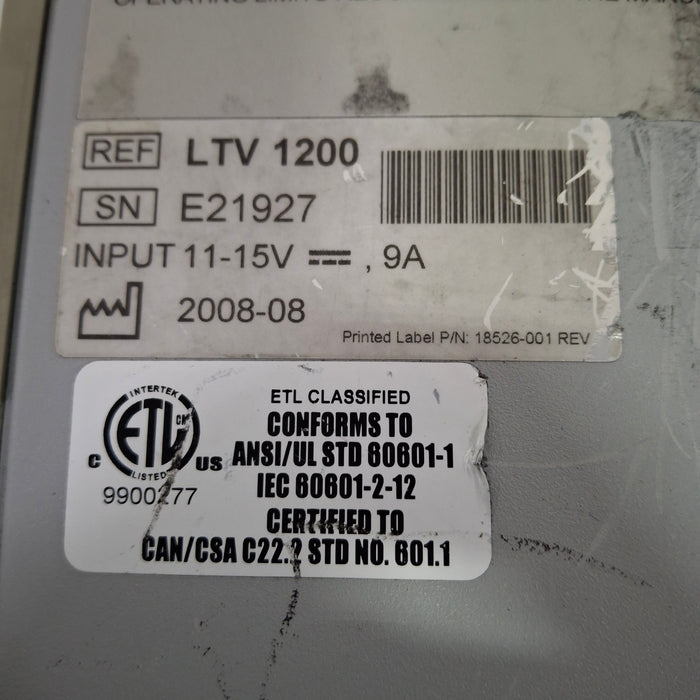 REF LTV 1200
SN E21927
INPUT 11-15V , 9A
2008-08
Printed Label P/N: 18526-001 REV
INTERTEK
ETL CM
LISTED
C US
9900277
ETL CLASSIFIED
CONFORMS TO
ANSI/UL STD 60601-1
IEC 60601-2-12
CERTIFIED TO
CAN/CSA C22.2 STD NO. 601.1